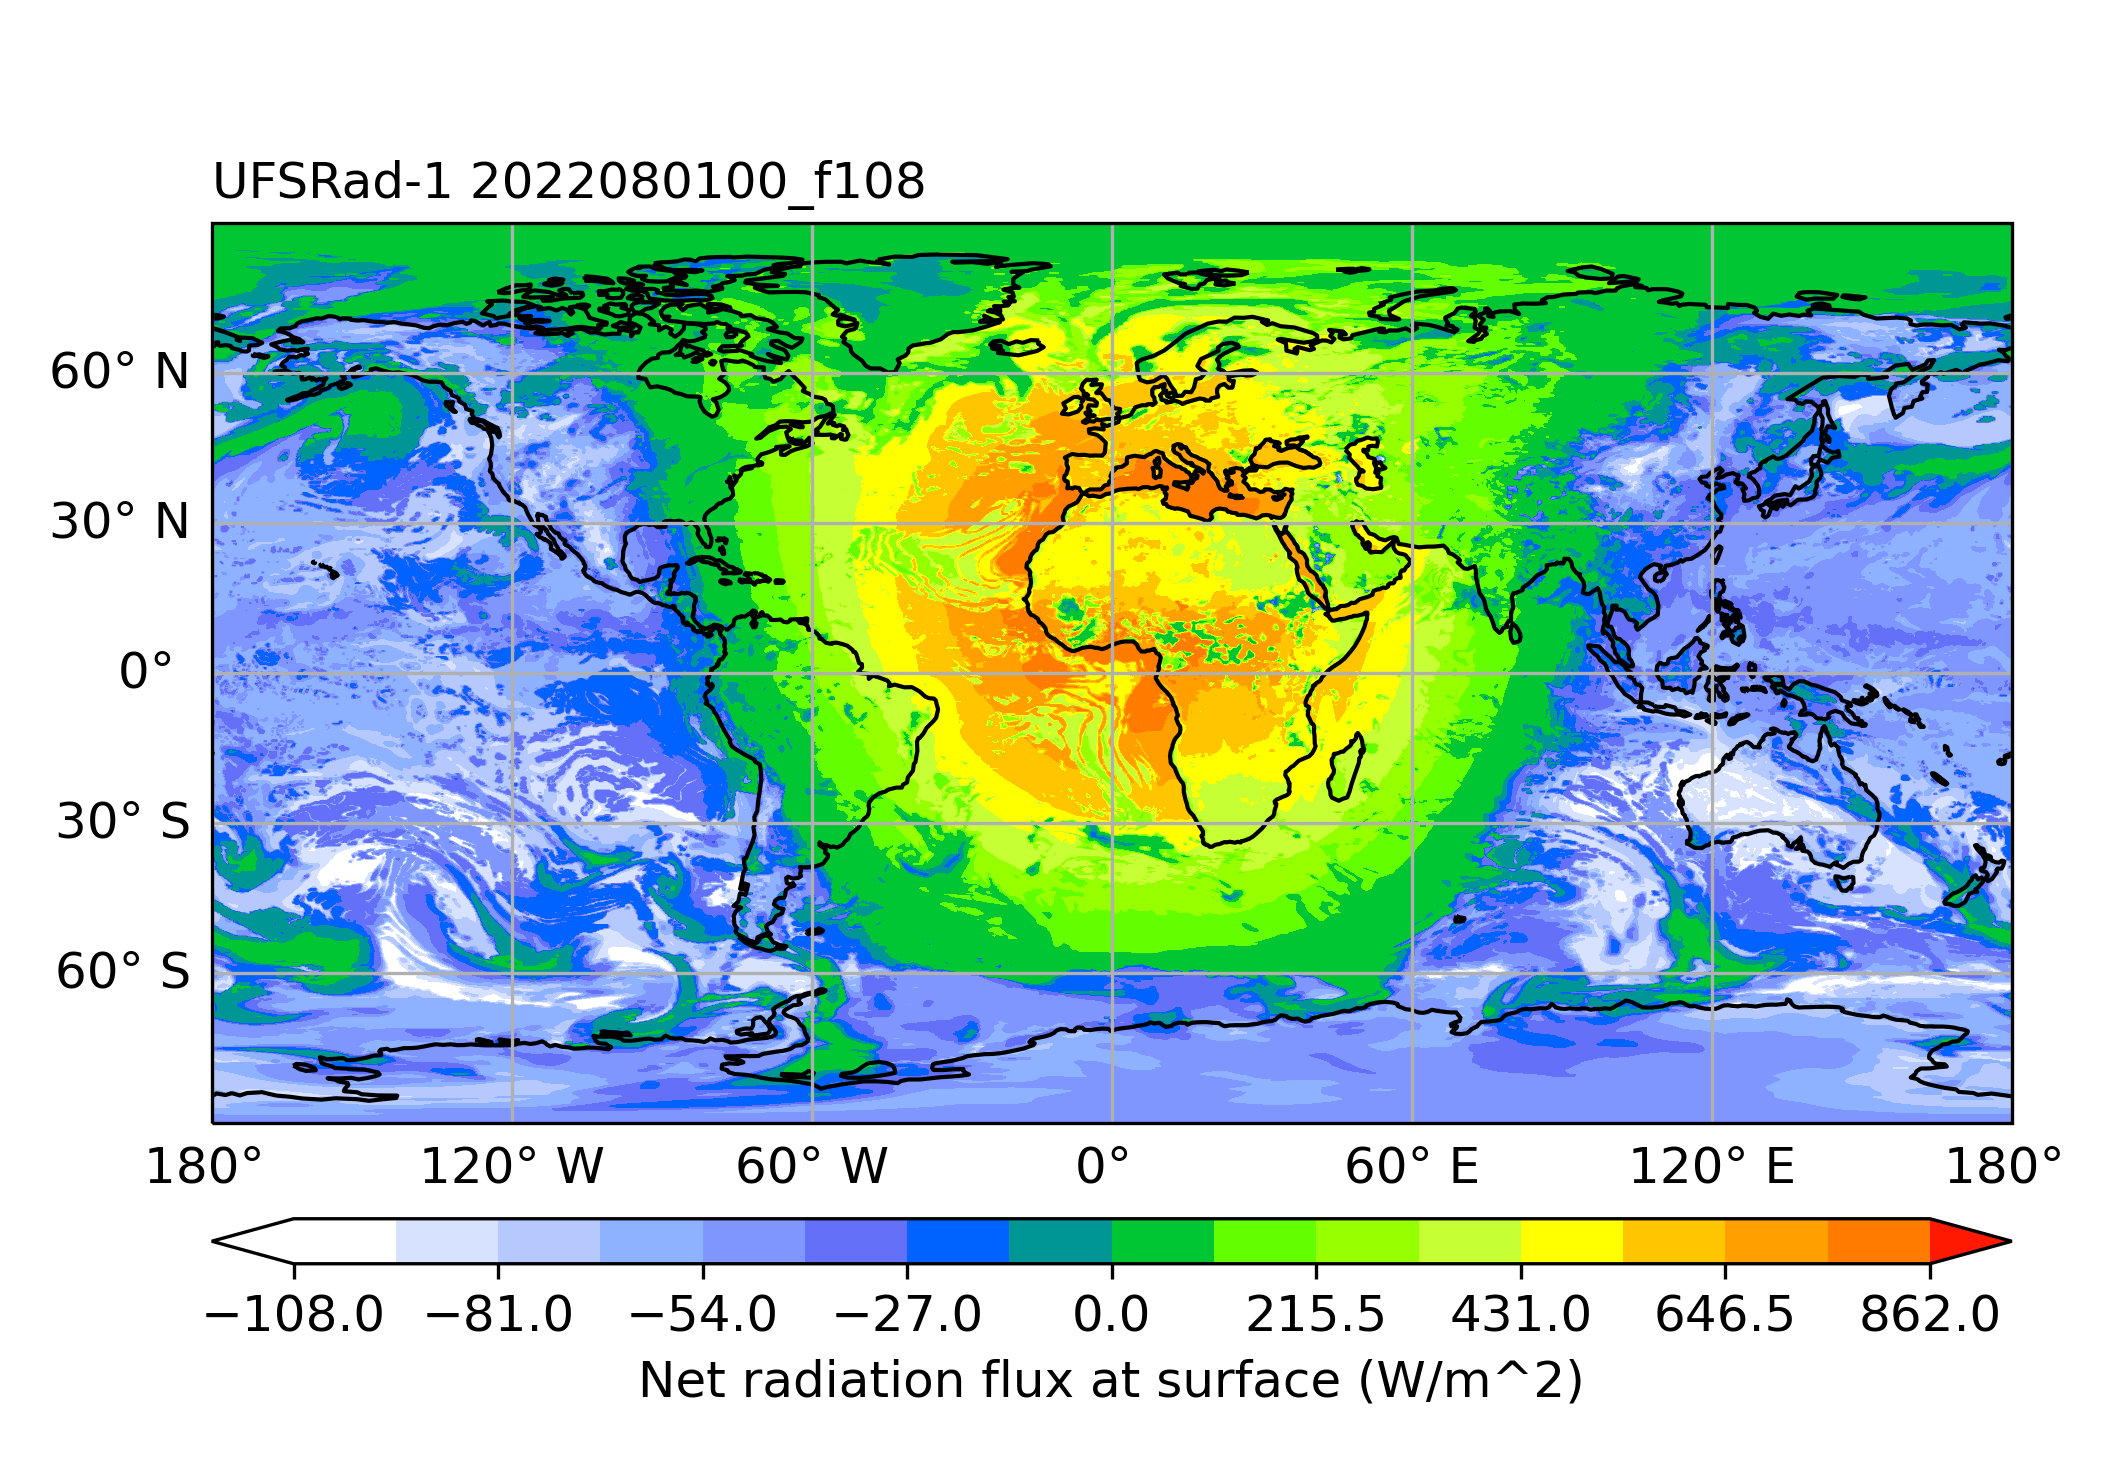 UFSRad-1 2022080100_f108
60° N
30° N
0°
30° S
60° S
180° 120° W 60° W 0° 60° E 120° E 180°
−108.0 −81.0 −54.0 −27.0 0.0 215.5 431.0 646.5 862.0
Net radiation flux at surface (W/m^2)